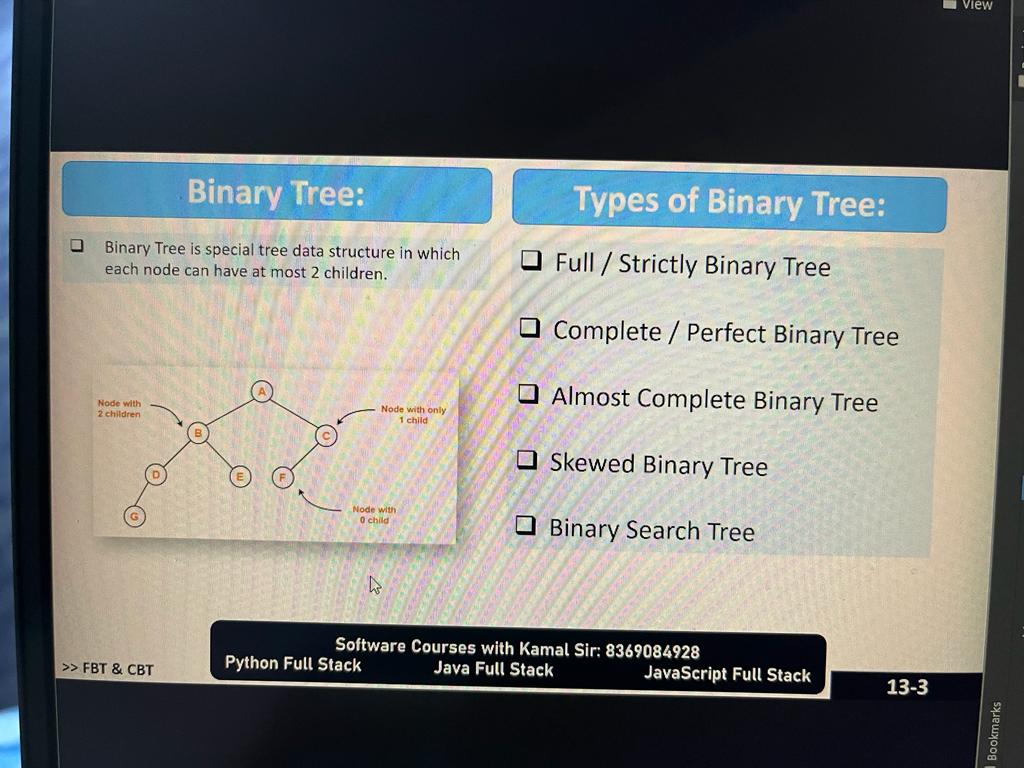 View
Binary Tree:
❑ Binary Tree is special tree data structure in which
each node can have at most 2 children.
Node with
2 children
A
Node with only
1 child
B
C
D
E
F
G
Node with
0 child
Types of Binary Tree:
❑ Full / Strictly Binary Tree
❑ Complete / Perfect Binary Tree
❑ Almost Complete Binary Tree
❑ Skewed Binary Tree
❑ Binary Search Tree
>> FBT & CBT
Software Courses with Kamal Sir: 8369084928
Python Full Stack Java Full Stack JavaScript Full Stack
13-3
Bookmarks